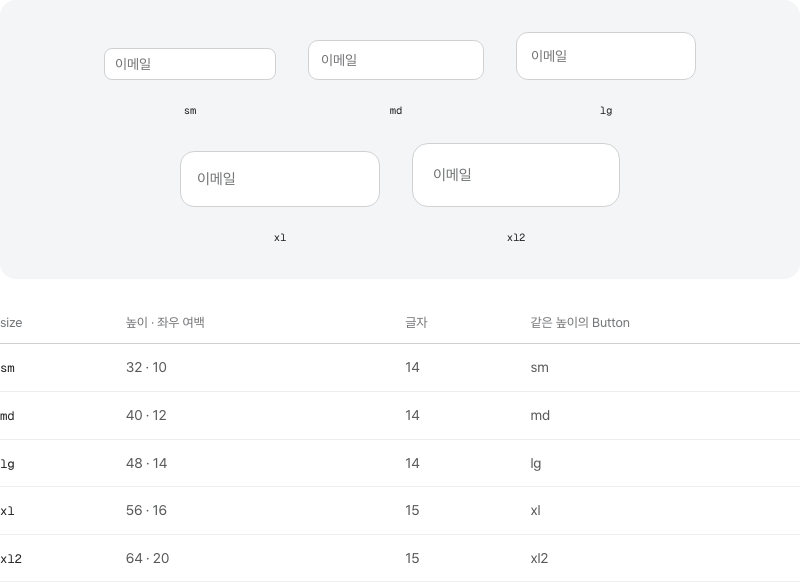 이메일 이메일 이메일
sm md lg
이메일 이메일
xl xl2
size 높이 · 좌우 여백 글자 같은 높이의 Button
sm 32 · 10 14 sm
md 40 · 12 14 md
lg 48 · 14 14 lg
xl 56 · 16 15 xl
xl2 64 · 20 15 xl2